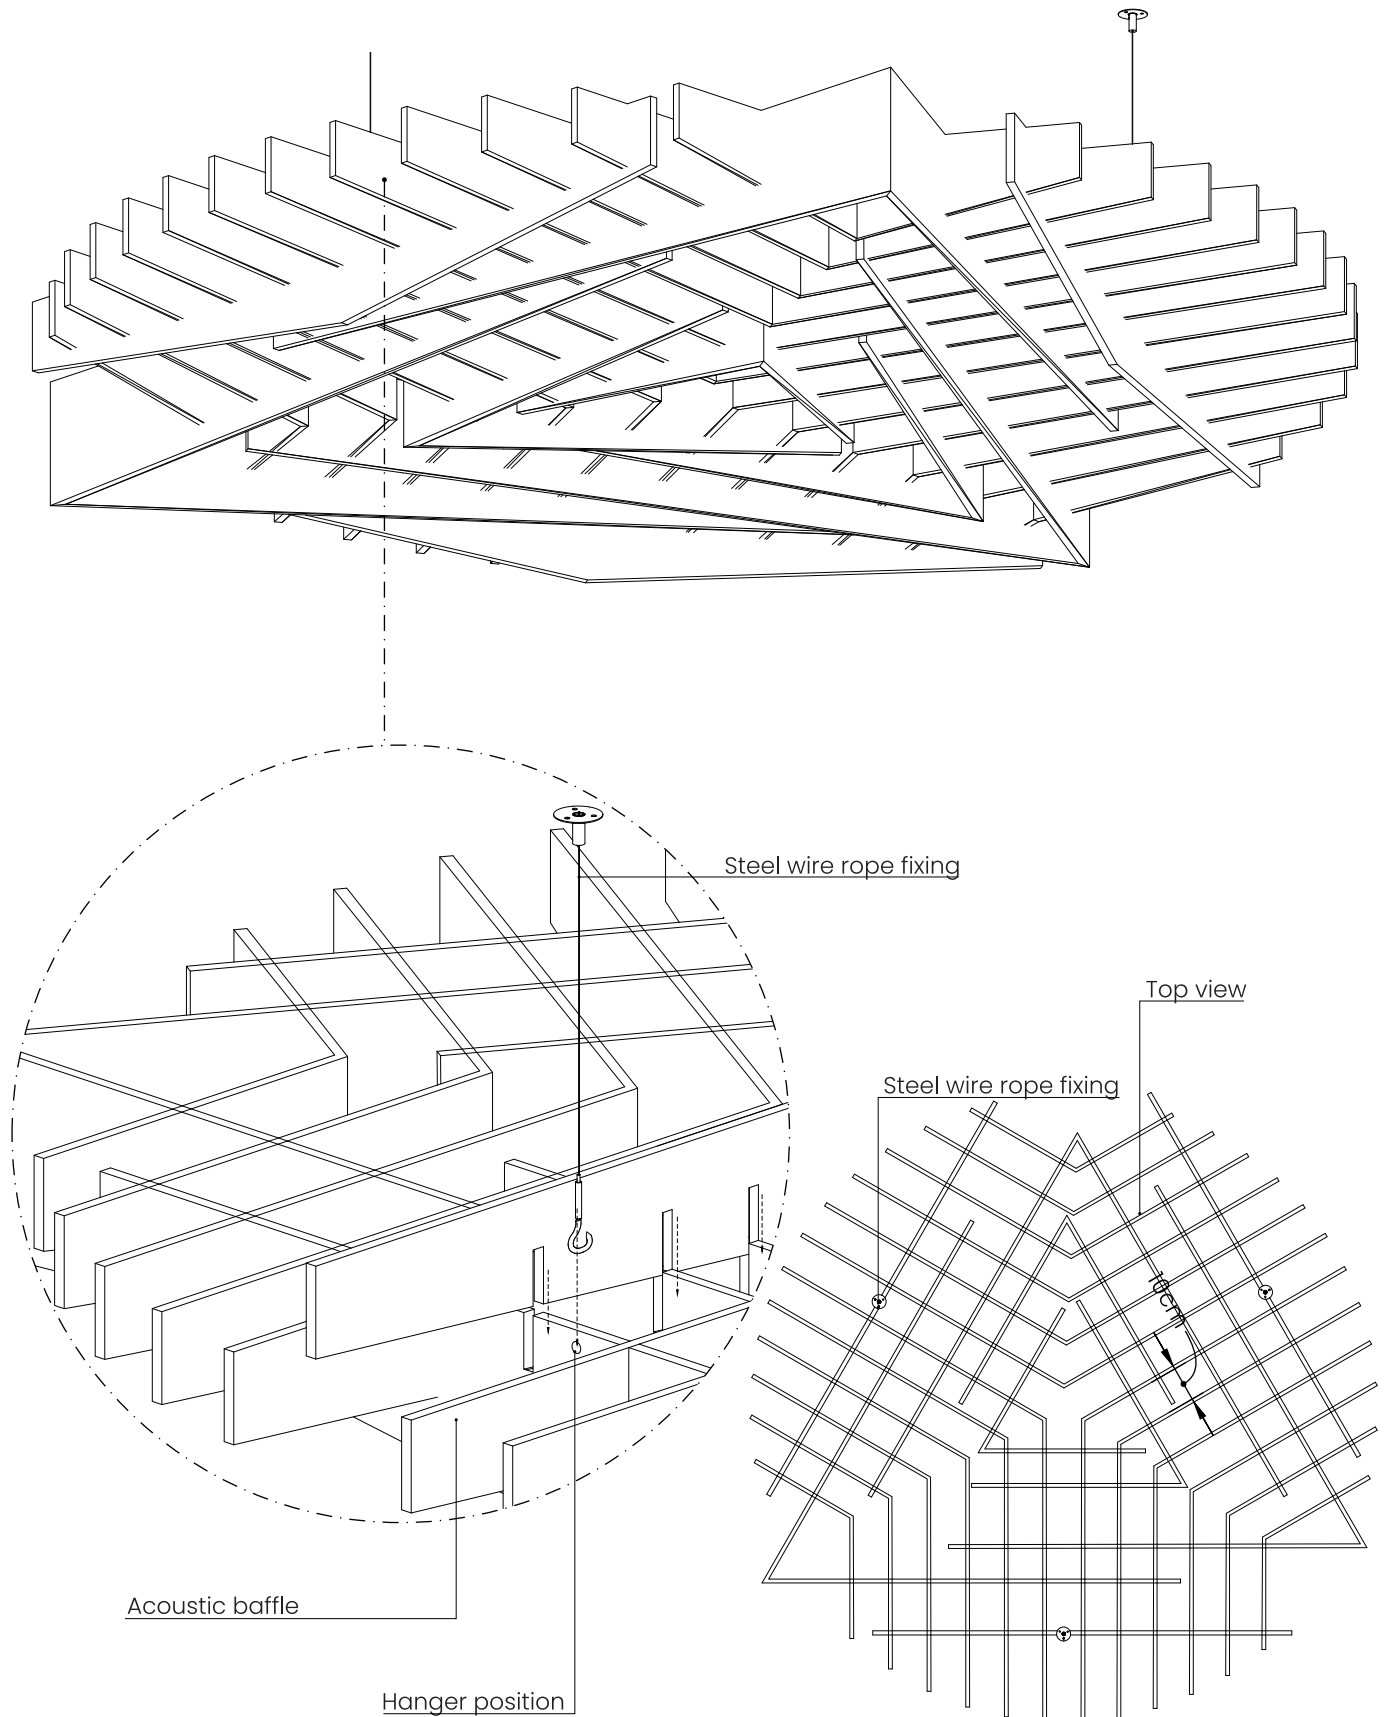 Steel wire rope fixing
Top view
Steel wire rope fixing
10cm
Acoustic baffle
Hanger position